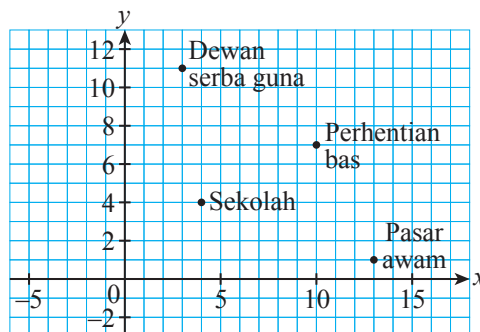 y
12
Dewan
serba guna
10
8
Perhentian
bas
6
4
Sekolah
2
Pasar
awam
x
–5
0
5
10
15
–2